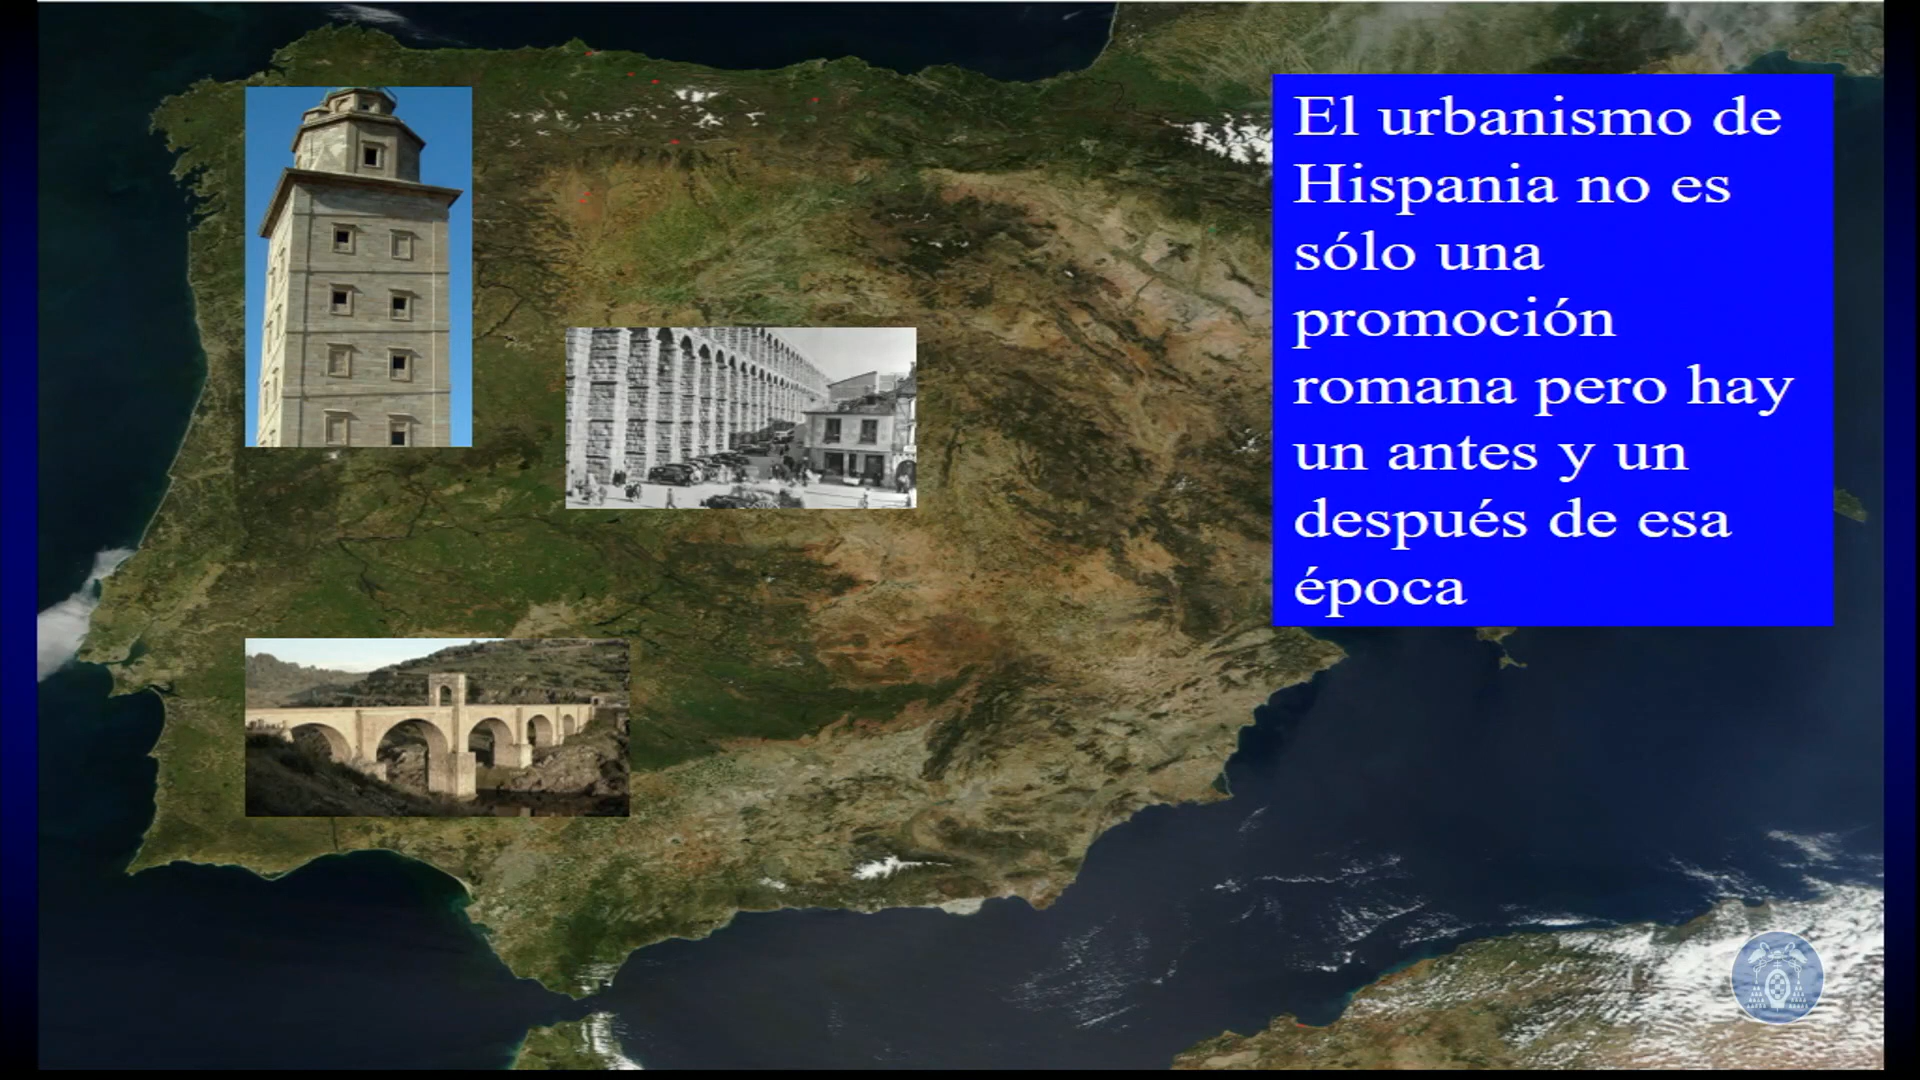 El urbanismo de
Hispania no es
sólo una
promoción
romana pero hay
un antes y un
después de esa
época